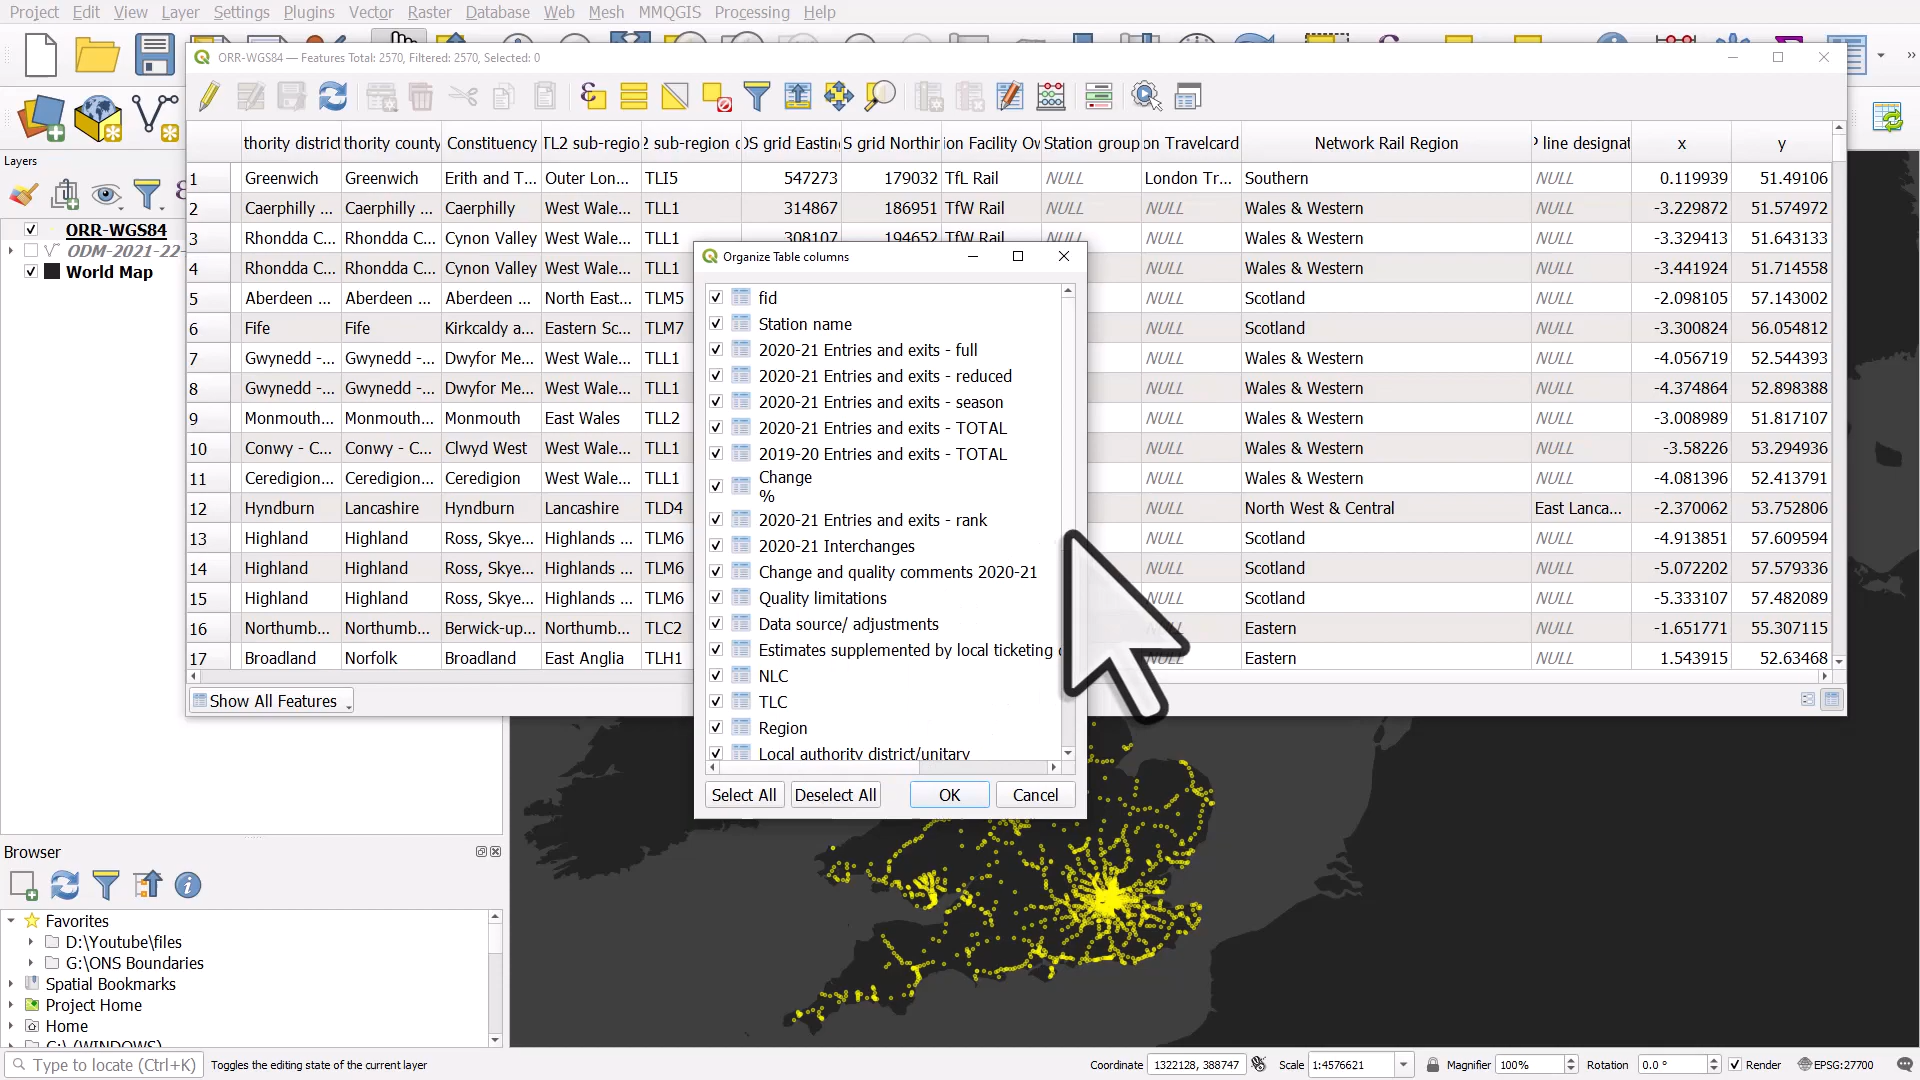 Project Edit View Layer Settings Plugins Vector Raster Database Web Mesh MMQGIS Processing Help
ORR-WGS84 — Features Total: 2570, Filtered: 2570, Selected: 0
Layers
ORR-WGS84
ODM-2021-22-
World Map
thority district thority county Constituency TL2 sub-regio 2 sub-region c OS grid Easting S grid Northin ion Facility Ow Station group on Travelcard Network Rail Region P line designat x y
1 Greenwich Greenwich Erith and T... Outer Lon... TLI5 547273 179032 TfL Rail NULL London Tr... Southern NULL 0.119939 51.49106
2 Caerphilly ... Caerphilly ... Caerphilly West Wale... TLL1 314867 186951 TfW Rail NULL NULL Wales & Western NULL -3.229872 51.574972
3 Rhondda C... Rhondda C... Cynon Valley West Wale... TLL1 308107 194652 TfW Rail NULL Wales & Western NULL -3.329413 51.643133
4 Rhondda C... Rhondda C... Cynon Valley West Wale... TLL1 NULL Wales & Western NULL -3.441924 51.714558
5 Aberdeen ... Aberdeen ... Aberdeen ... North East... TLM5 NULL Scotland NULL -2.098105 57.143002
6 Fife Fife Kirkcaldy a... Eastern Sc... TLM7 NULL Scotland NULL -3.300824 56.054812
7 Gwynedd -... Gwynedd -... Dwyfor Me... West Wale... TLL1 NULL Wales & Western NULL -4.056719 52.544393
8 Gwynedd -... Gwynedd -... Dwyfor Me... West Wale... TLL1 NULL Wales & Western NULL -4.374864 52.898388
9 Monmouth... Monmouth... Monmouth East Wales TLL2 NULL Wales & Western NULL -3.008989 51.817107
10 Conwy - C... Conwy - C... Clwyd West West Wale... TLL1 NULL Wales & Western NULL -3.58226 53.294936
11 Ceredigion... Ceredigion... Ceredigion West Wale... TLL1 NULL Wales & Western NULL -4.081396 52.413791
12 Hyndburn Lancashire Hyndburn Lancashire TLD4 NULL North West & Central East Lanca... -2.370062 53.752806
13 Highland Highland Ross, Skye... Highlands ... TLM6 NULL Scotland NULL -4.913851 57.609594
14 Highland Highland Ross, Skye... Highlands ... TLM6 NULL Scotland NULL -5.072202 57.579336
15 Highland Highland Ross, Skye... Highlands ... TLM6 NULL Scotland NULL -5.333107 57.482089
16 Northumb... Northumb... Berwick-up... Northumb... TLC2 NULL Eastern NULL -1.651771 55.307115
17 Broadland Norfolk Broadland East Anglia TLH1 NULL Eastern NULL 1.543915 52.63468
Show All Features
Organize Table columns
fid
Station name
2020-21 Entries and exits - full
2020-21 Entries and exits - reduced
2020-21 Entries and exits - season
2020-21 Entries and exits - TOTAL
2019-20 Entries and exits - TOTAL
Change
%
2020-21 Entries and exits - rank
2020-21 Interchanges
Change and quality comments 2020-21
Quality limitations
Data source/ adjustments
Estimates supplemented by local ticketing
NLC
TLC
Region
Local authority district/unitary
Select All Deselect All OK Cancel
Browser
Favorites
D:\Youtube\files
G:\ONS Boundaries
Spatial Bookmarks
Project Home
Home
C:\ (WINDOWS)
Type to locate (Ctrl+K) Toggles the editing state of the current layer Coordinate 1322128, 388747 Scale 1:4576621 Magnifier 100% Rotation 0.0 ° Render EPSG:27700